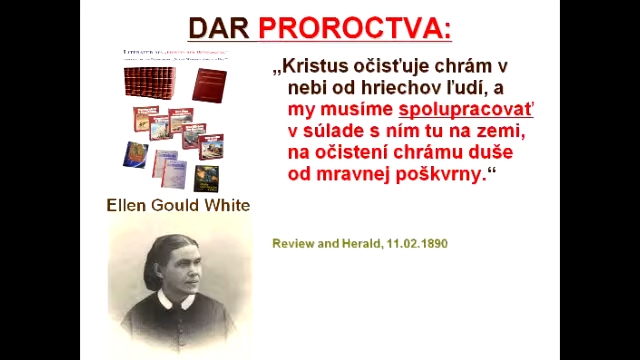 DAR PROROCTVA:
„Kristus očisťuje chrám v
nebi od hriechov ľudí, a
my musíme spolupracovať
v súlade s ním tu na zemi,
na očistení chrámu duše
od mravnej poškvrny.“
Ellen Gould White
Review and Herald, 11.02.1890